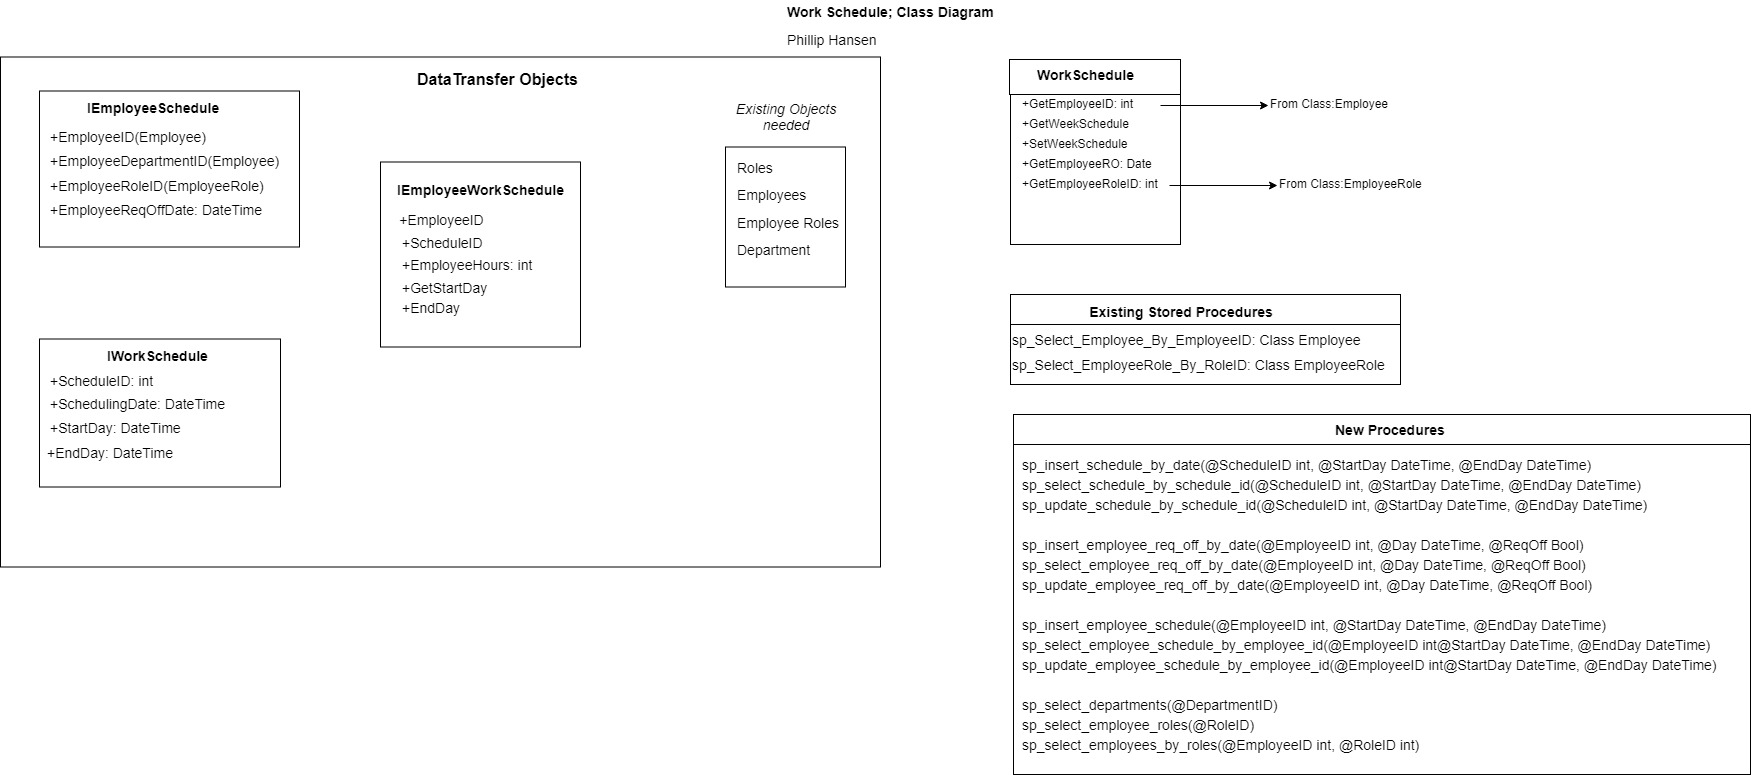 Work Schedule; Class Diagram
Phillip Hansen
DataTransfer Objects
IEmployeeSchedule
+EmployeeID(Employee)
+EmployeeDepartmentID(Employee)
+EmployeeRoleID(EmployeeRole)
+EmployeeReqOffDate: DateTime
IEmployeeWorkSchedule
+EmployeeID
+ScheduleID
+EmployeeHours: int
+GetStartDay
+EndDay
Existing Objects
needed
Roles
Employees
Employee Roles
Department
IWorkSchedule
+ScheduleID: int
+SchedulingDate: DateTime
+StartDay: DateTime
+EndDay: DateTime
WorkSchedule
+GetEmployeeID: int
From Class:Employee
+GetWeekSchedule
+SetWeekSchedule
+GetEmployeeRO: Date
+GetEmployeeRoleID: int
From Class:EmployeeRole
Existing Stored Procedures
sp_Select_Employee_By_EmployeeID: Class Employee
sp_Select_EmployeeRole_By_RoleID: Class EmployeeRole
New Procedures
sp_insert_schedule_by_date(@ScheduleID int, @StartDay DateTime, @EndDay DateTime)
sp_select_schedule_by_schedule_id(@ScheduleID int, @StartDay DateTime, @EndDay DateTime)
sp_update_schedule_by_schedule_id(@ScheduleID int, @StartDay DateTime, @EndDay DateTime)
sp_insert_employee_req_off_by_date(@EmployeeID int, @Day DateTime, @ReqOff Bool)
sp_select_employee_req_off_by_date(@EmployeeID int, @Day DateTime, @ReqOff Bool)
sp_update_employee_req_off_by_date(@EmployeeID int, @Day DateTime, @ReqOff Bool)
sp_insert_employee_schedule(@EmployeeID int, @StartDay DateTime, @EndDay DateTime)
sp_select_employee_schedule_by_employee_id(@EmployeeID int@StartDay DateTime, @EndDay DateTime)
sp_update_employee_schedule_by_employee_id(@EmployeeID int@StartDay DateTime, @EndDay DateTime)
sp_select_departments(@DepartmentID)
sp_select_employee_roles(@RoleID)
sp_select_employees_by_roles(@EmployeeID int, @RoleID int)